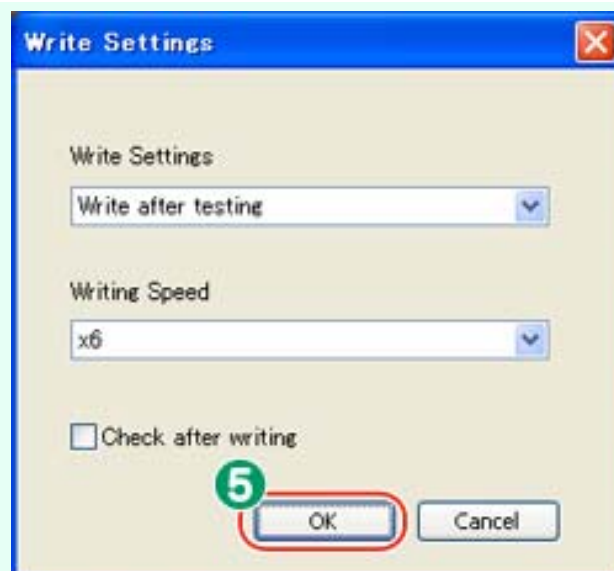 Write Settings
Write Settings
Write after testing
Writing Speed
x6
Check after writing
5
OK Cancel